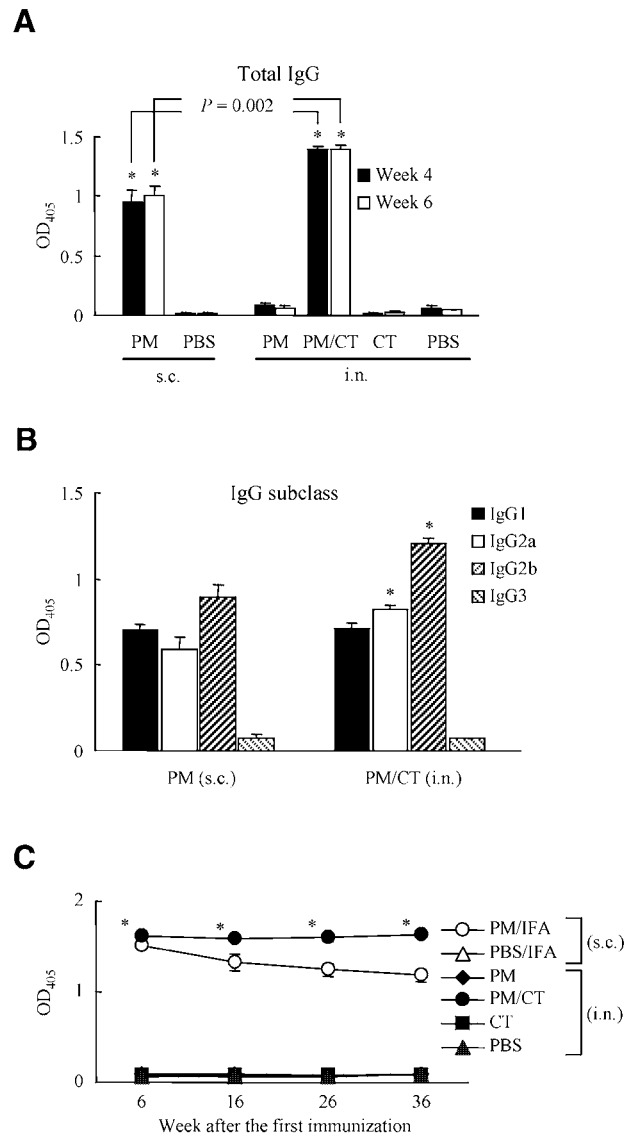 A
Total IgG
P = 0.002
1.5
* *
* *
Week 4
Week 6
1
OD405
0.5
0
PM PBS PM PM/CT CT PBS
s.c. i.n.
B
1.5
IgG subclass
IgG1
IgG2a
IgG2b
IgG3
*
*
1
OD405
0.5
0
PM (s.c.) PM/CT (i.n.)
C
2
* * * *
PM/IFA
PBS/IFA
(s.c.)
PM
PM/CT
CT
PBS
(i.n.)
OD405
1
0
6 16 26 36
Week after the first immunization